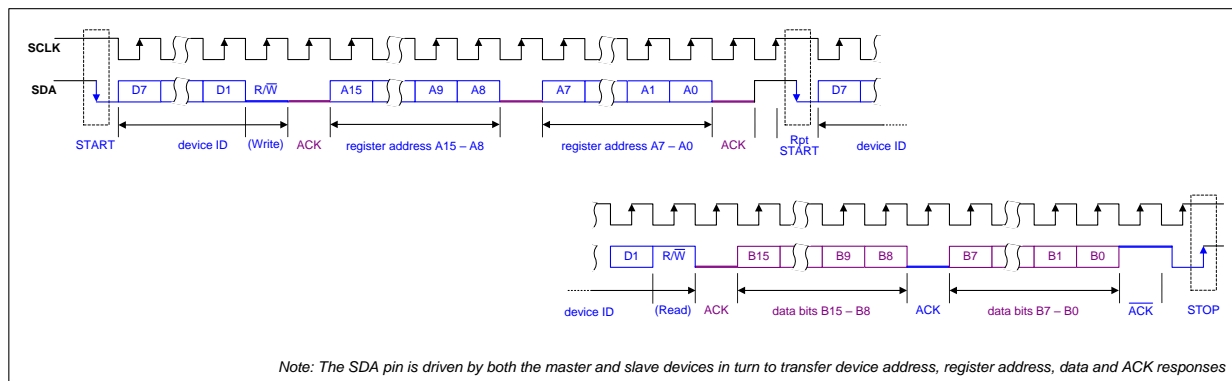 SCLK
SDA D7 D1 R/W̅ A15 A9 A8 A7 A1 A0 D7
START device ID (Write) ACK register address A15 – A8 register address A7 – A0 ACK Rpt START device ID
D1 R/W̅ B15 B9 B8 B7 B1 B0
device ID (Read) ACK data bits B15 – B8 ACK data bits B7 – B0 A̅C̅K̅ STOP
Note: The SDA pin is driven by both the master and slave devices in turn to transfer device address, register address, data and ACK responses